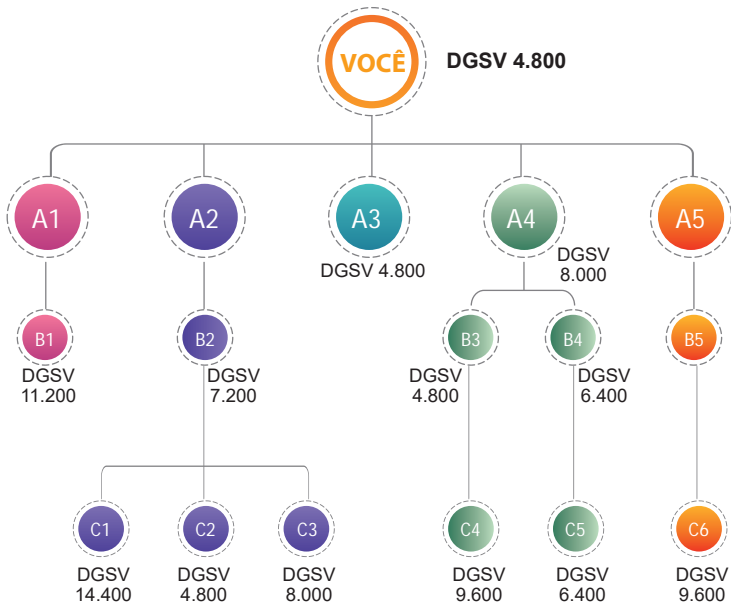 VOCÊ
DGSV 4.800
A1
A2
A3
A4
A5
DGSV 4.800
DGSV
8.000
B1
B2
B3
B4
B5
DGSV
11.200
DGSV
7.200
DGSV
4.800
DGSV
6.400
C1
C2
C3
C4
C5
C6
DGSV
14.400
DGSV
4.800
DGSV
8.000
DGSV
9.600
DGSV
6.400
DGSV
9.600